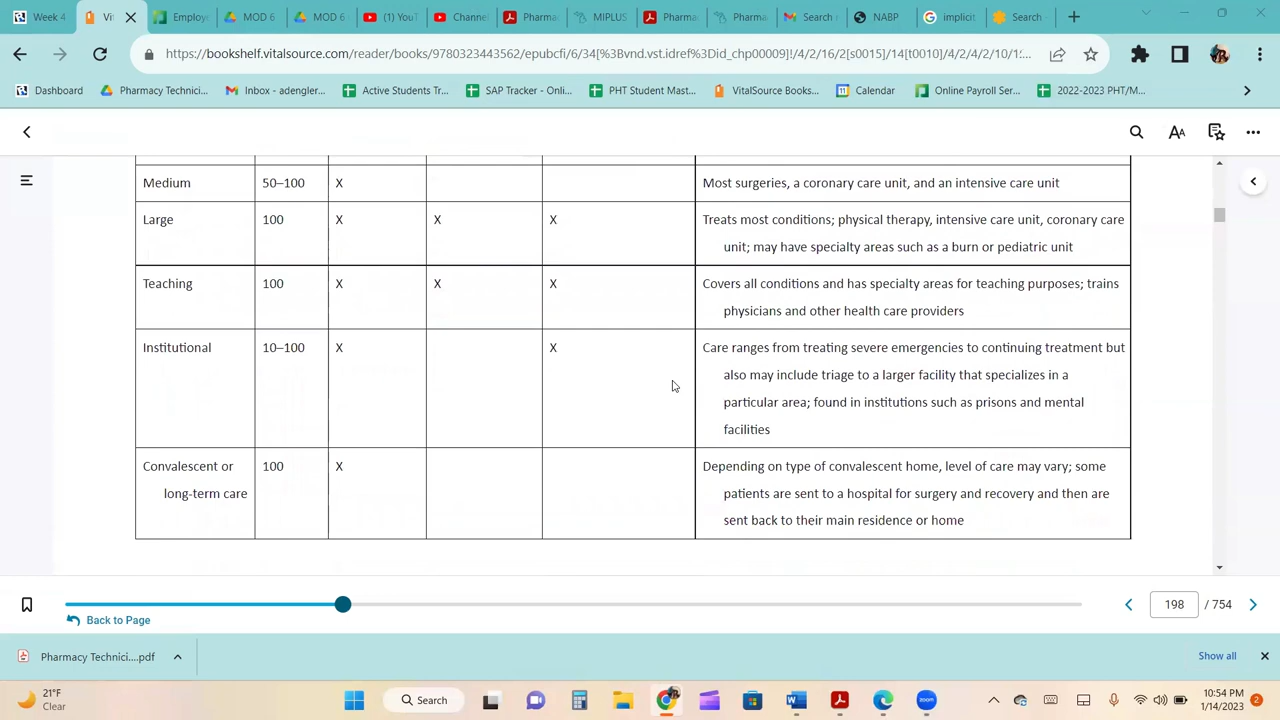 Week 4
Vi
Employ
MOD 6
MOD 6
(1) You
Channe
Pharma
MIPLUS
Pharma
Pharma
Search
NABP
implicit
Search
https://bookshelf.vitalsource.com/reader/books/9780323443562/epubcfi/6/34[%3Bvnd.vst.idref%3Did_chp00009]!/4/2/16/2[s0015]/14[t0010]/4/2/4/2/10/1:...
Dashboard
Pharmacy Technici...
Inbox - adengler...
Active Students Tr...
SAP Tracker - Onli...
PHT Student Mast...
VitalSource Books...
Calendar
Online Payroll Ser...
2022-2023 PHT/M...
AA
Medium 50–100 X Most surgeries, a coronary care unit, and an intensive care unit
Large 100 X X X Treats most conditions; physical therapy, intensive care unit, coronary care
unit; may have specialty areas such as a burn or pediatric unit
Teaching 100 X X X Covers all conditions and has specialty areas for teaching purposes; trains
physicians and other health care providers
Institutional 10–100 X X Care ranges from treating severe emergencies to continuing treatment but
also may include triage to a larger facility that specializes in a
particular area; found in institutions such as prisons and mental
facilities
Convalescent or 100 X Depending on type of convalescent home, level of care may vary; some
long-term care patients are sent to a hospital for surgery and recovery and then are
sent back to their main residence or home
198 / 754
Back to Page
Pharmacy Technici....pdf
Show all
21°F
Clear
Search
10:54 PM
1/14/2023
2